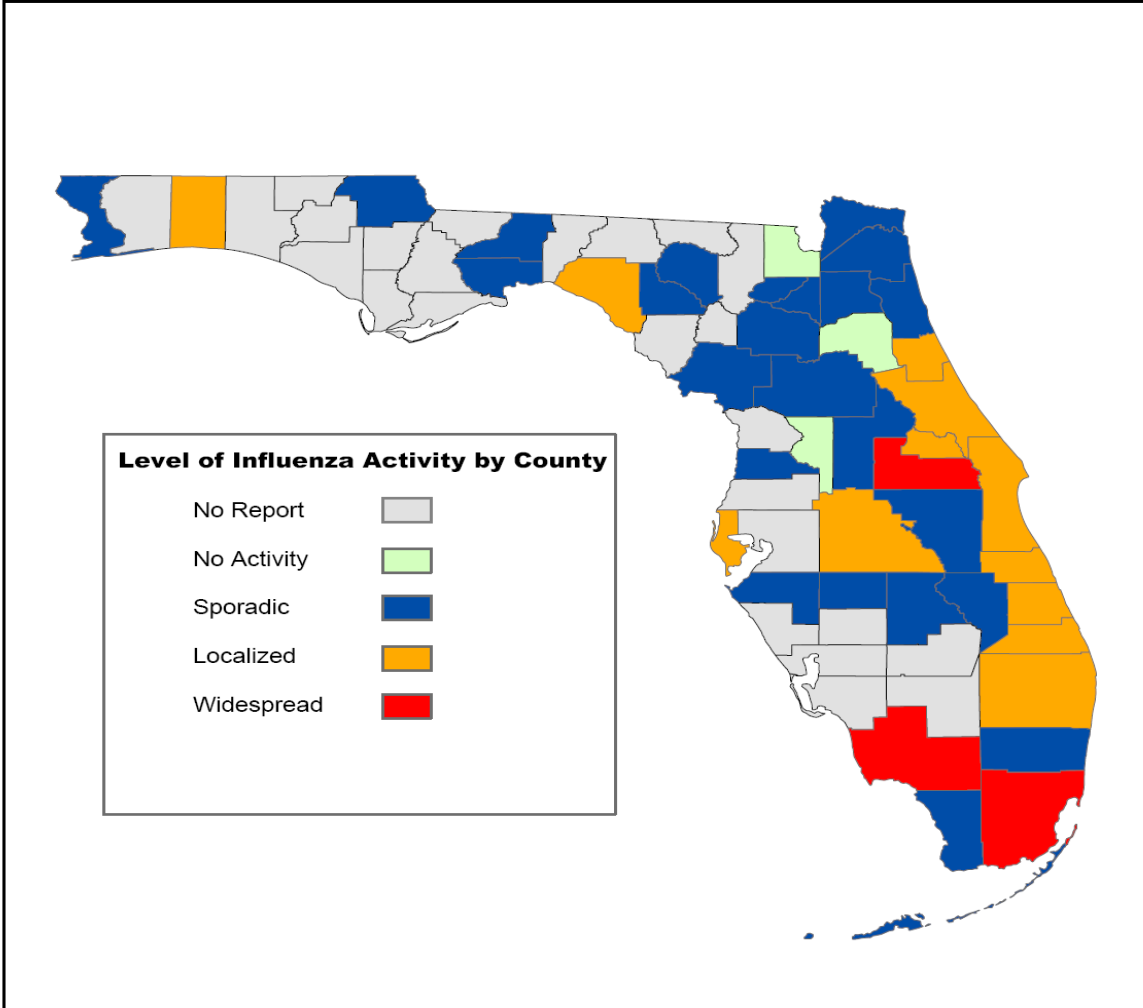 Level of Influenza Activity by County
No Report
No Activity
Sporadic
Localized
Widespread